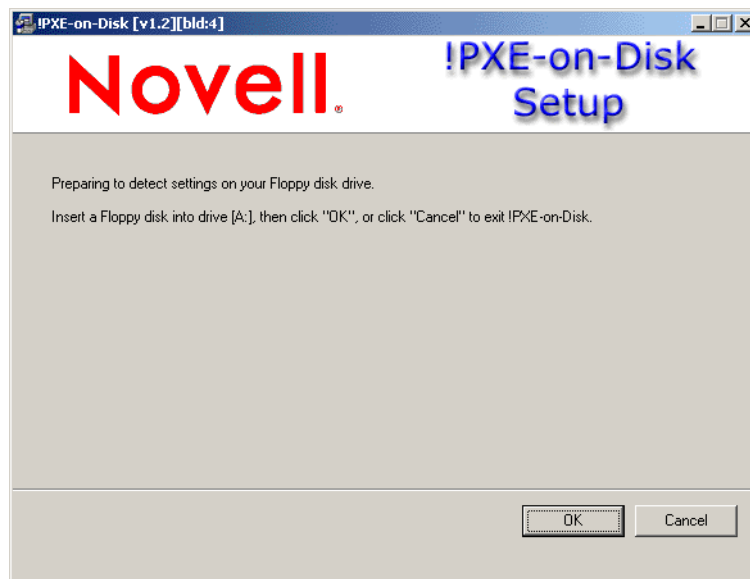 !PXE-on-Disk [v1.2][bld:4]
Novell®
!PXE-on-Disk
Setup
Preparing to detect settings on your Floppy disk drive.
Insert a Floppy disk into drive [A:], then click "OK", or click "Cancel" to exit !PXE-on-Disk.
OK
Cancel